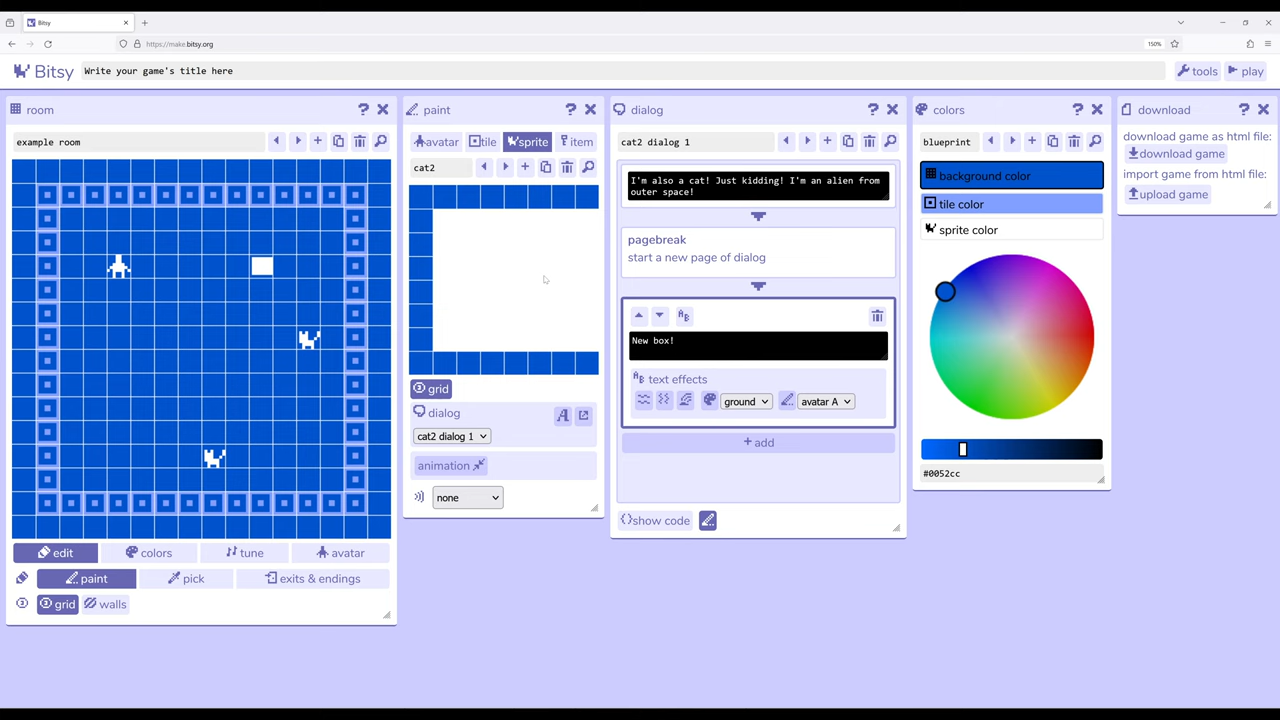 Bitsy
https://make.bitsy.org
150%
Bitsy
Write your game's title here
tools
play
room
example room
edit
colors
tune
avatar
paint
pick
exits & endings
grid
walls
paint
avatar
tile
sprite
item
cat2
grid
dialog
cat2 dialog 1
animation
none
dialog
cat2 dialog 1
I'm also a cat! Just kidding! I'm an alien from
outer space!
pagebreak
start a new page of dialog
New box!
text effects
ground
avatar A
+ add
{}show code
colors
blueprint
background color
tile color
sprite color
#0052cc
download
download game as html file:
download game
import game from html file:
upload game